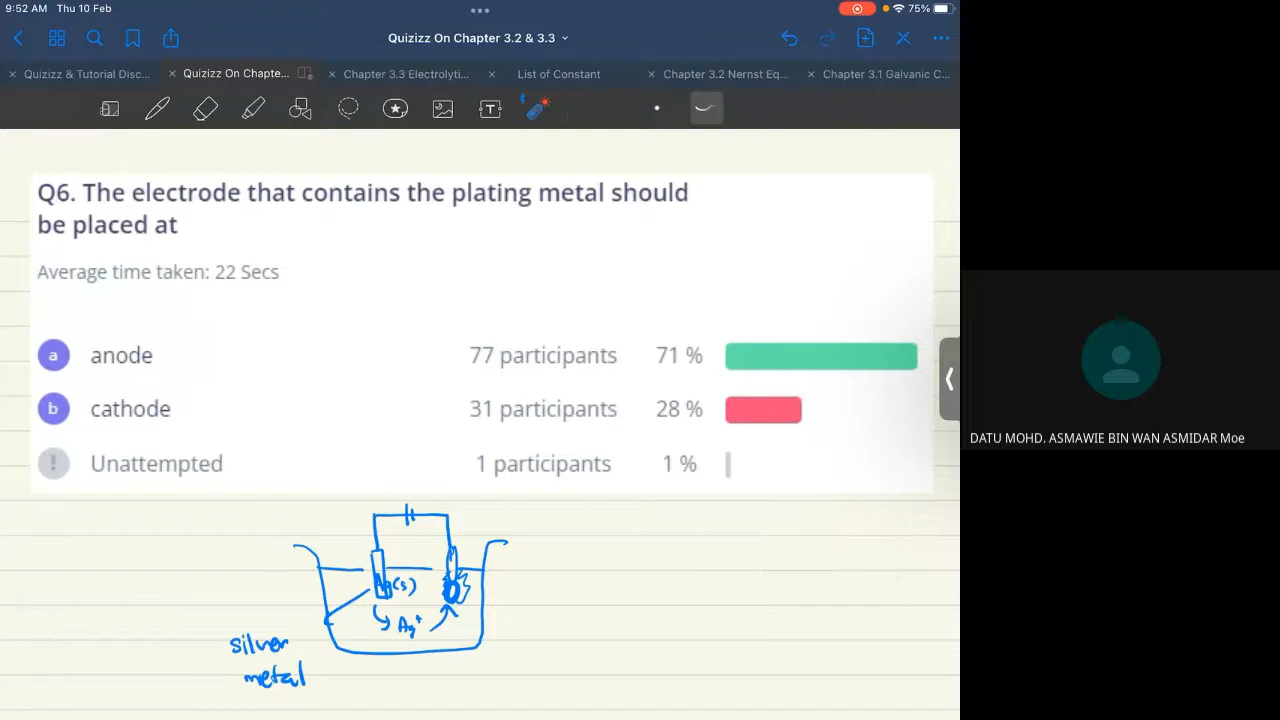 9:52 AM Thu 10 Feb
75%
Quizizz On Chapter 3.2 & 3.3
Quizizz & Tutorial Disc...
Quizizz On Chapte...
Chapter 3.3 Electrolyti...
List of Constant
Chapter 3.2 Nernst Eq...
Chapter 3.1 Galvanic C...
Q6. The electrode that contains the plating metal should
be placed at
Average time taken: 22 Secs
a anode 77 participants 71 %
b cathode 31 participants 28 %
! Unattempted 1 participants 1 %
Ag(s)
Ag+
silver
metal
DATU MOHD. ASMAWIE BIN WAN ASMIDAR Moe